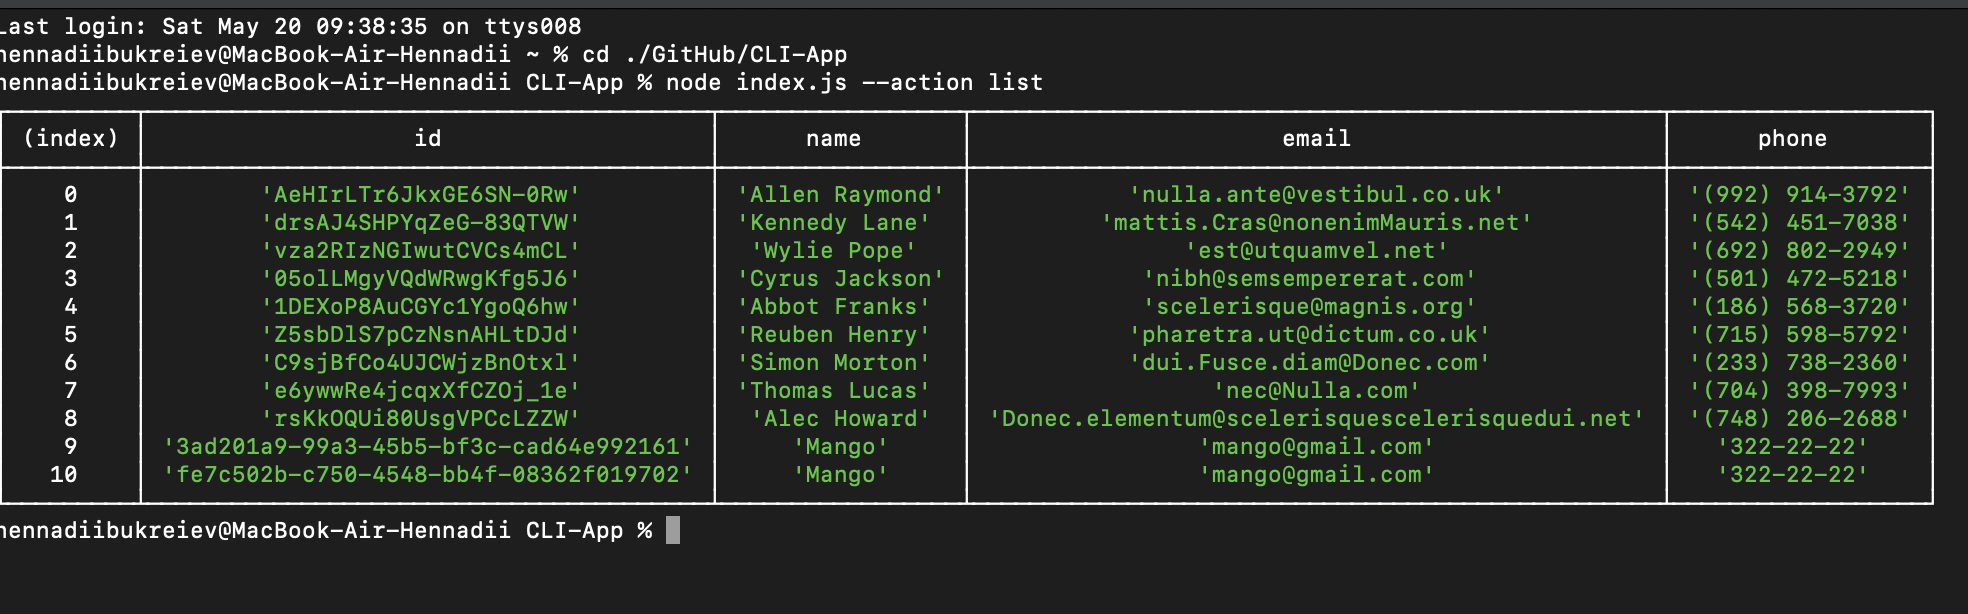 Last login: Sat May 20 09:38:35 on ttys008
hennadiibukreiev@MacBook-Air-Hennadii ~ % cd ./GitHub/CLI-App
hennadiibukreiev@MacBook-Air-Hennadii CLI-App % node index.js --action list
(index) id name email phone
0 'AeHIrLTr6JkxGE6SN-0Rw' 'Allen Raymond' 'nulla.ante@vestibul.co.uk' '(992) 914-3792'
1 'drsAJ4SHPYqZeG-83QTVW' 'Kennedy Lane' 'mattis.Cras@nonenimMauris.net' '(542) 451-7038'
2 'vza2RIzNGIwutCVCs4mCL' 'Wylie Pope' 'est@utquamvel.net' '(692) 802-2949'
3 '05olLMgyVQdWRwgKfg5J6' 'Cyrus Jackson' 'nibh@semsempererat.com' '(501) 472-5218'
4 '1DEXoP8AuCGYc1YgoQ6hw' 'Abbot Franks' 'scelerisque@magnis.org' '(186) 568-3720'
5 'Z5sbDlS7pCzNsnAHLtDJd' 'Reuben Henry' 'pharetra.ut@dictum.co.uk' '(715) 598-5792'
6 'C9sjBfCo4UJCWjzBnOtxl' 'Simon Morton' 'dui.Fusce.diam@Donec.com' '(233) 738-2360'
7 'e6ywwRe4jcqxXfCZOj_1e' 'Thomas Lucas' 'nec@Nulla.com' '(704) 398-7993'
8 'rsKkOQUi80UsgVPCcLZZW' 'Alec Howard' 'Donec.elementum@scelerisquescelerisquedui.net' '(748) 206-2688'
9 '3ad201a9-99a3-45b5-bf3c-cad64e992161' 'Mango' 'mango@gmail.com' '322-22-22'
10 'fe7c502b-c750-4548-bb4f-08362f019702' 'Mango' 'mango@gmail.com' '322-22-22'
hennadiibukreiev@MacBook-Air-Hennadii CLI-App %